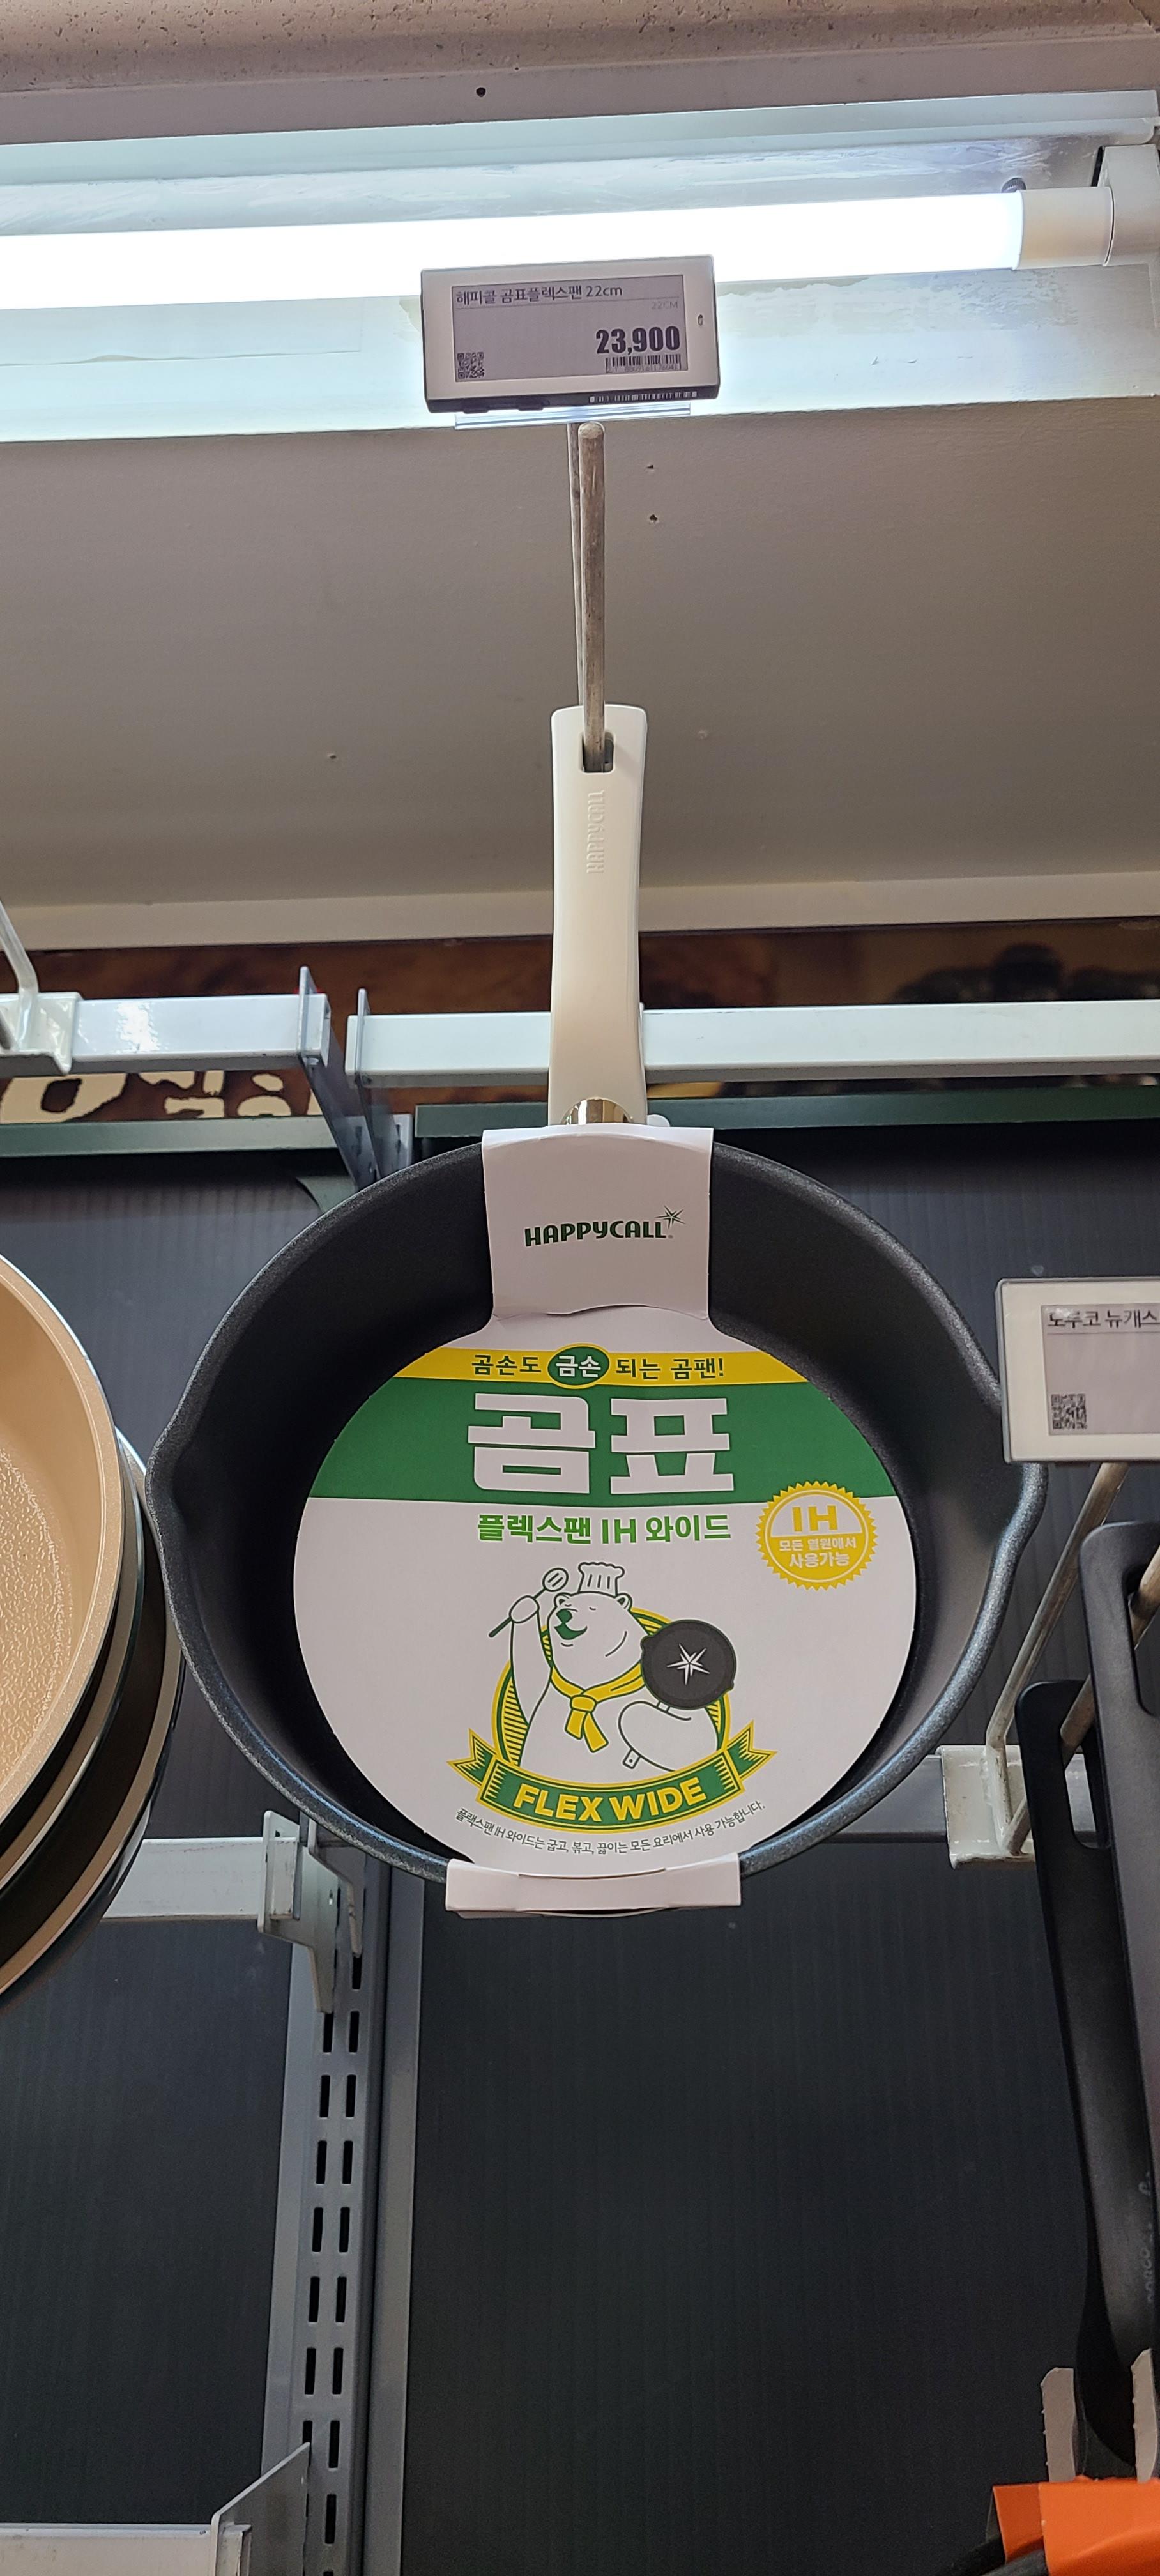 해피콜 곰표플렉스팬 22cm
22CM
23,900
HAPPYCALL
HAPPYCALL
곰손도 금손 되는 곰팬!
곰표
플렉스팬 IH 와이드
IH
모든 열원에서
사용가능
FLEX WIDE
플렉스팬 IH 와이드는 굽고, 볶고, 끓이는 모든 요리에서 사용 가능합니다.
노루코 뉴캐스